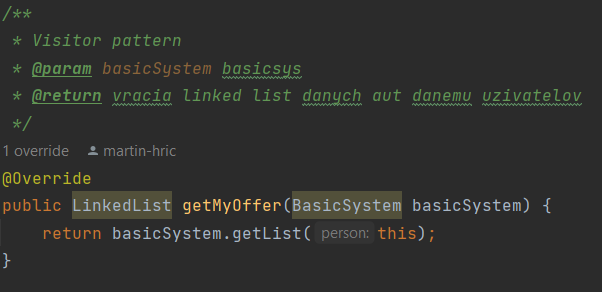 /**
 * Visitor pattern
 * @param basicSystem basicsys
 * @return vracia linked list danych aut danemu uzivatelov
 */
1 override martin-hric
@Override
public LinkedList getMyOffer(BasicSystem basicSystem) {
    return basicSystem.getList( person: this);
}